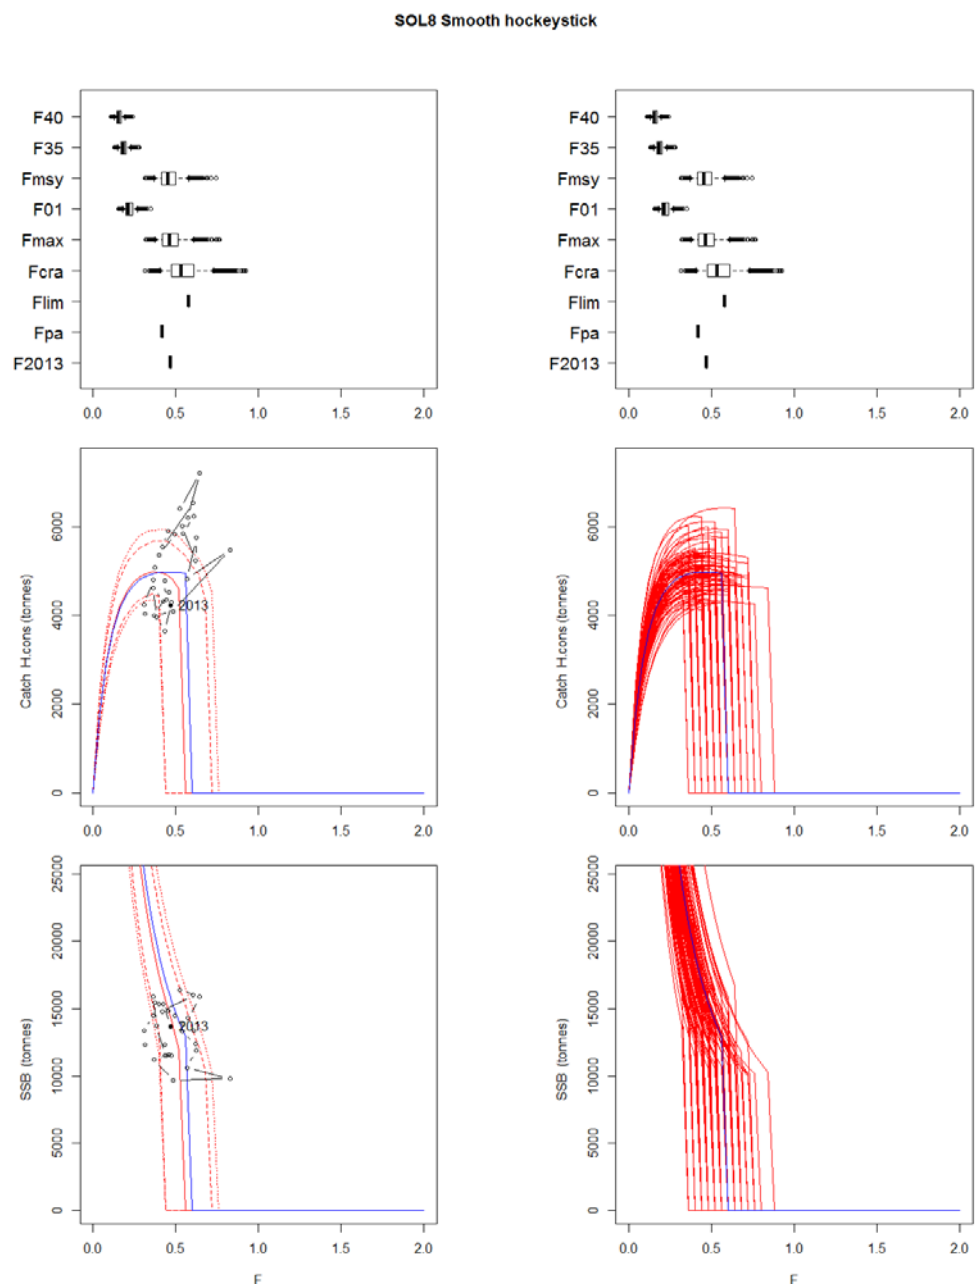 SOL8 Smooth hockeystick
F40
F35
Fmsy
F01
Fmax
Fcra
Flim
Fpa
F2013
0.0 0.5 1.0 1.5 2.0
F40
F35
Fmsy
F01
Fmax
Fcra
Flim
Fpa
F2013
0.0 0.5 1.0 1.5 2.0
Catch H.cons (tonnes)
6000
4000
2000
0
2013
0.0 0.5 1.0 1.5 2.0
Catch H.cons (tonnes)
6000
4000
2000
0
0.0 0.5 1.0 1.5 2.0
SSB (tonnes)
25000
20000
15000
10000
5000
0
2013
0.0 0.5 1.0 1.5 2.0
F
SSB (tonnes)
25000
20000
15000
10000
5000
0
0.0 0.5 1.0 1.5 2.0
F